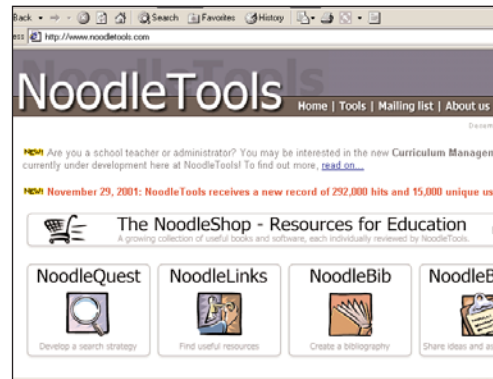 Back Search Favorites History
ess http://www.noodletools.com
NoodleTools
Home | Tools | Mailing list | About us
Decem
NEW! Are you a school teacher or administrator? You may be interested in the new Curriculum Managem
currently under development here at NoodleTools! To find out more, read on...
NEW! November 29, 2001: NoodleTools receives a new record of 292,000 hits and 15,000 unique us
The NoodleShop - Resources for Education
A growing collection of useful books and software, each individually reviewed by NoodleTools.
NoodleQuest NoodleLinks NoodleBib NoodleB
Develop a search strategy Find useful resources Create a bibliography Share ideas and as